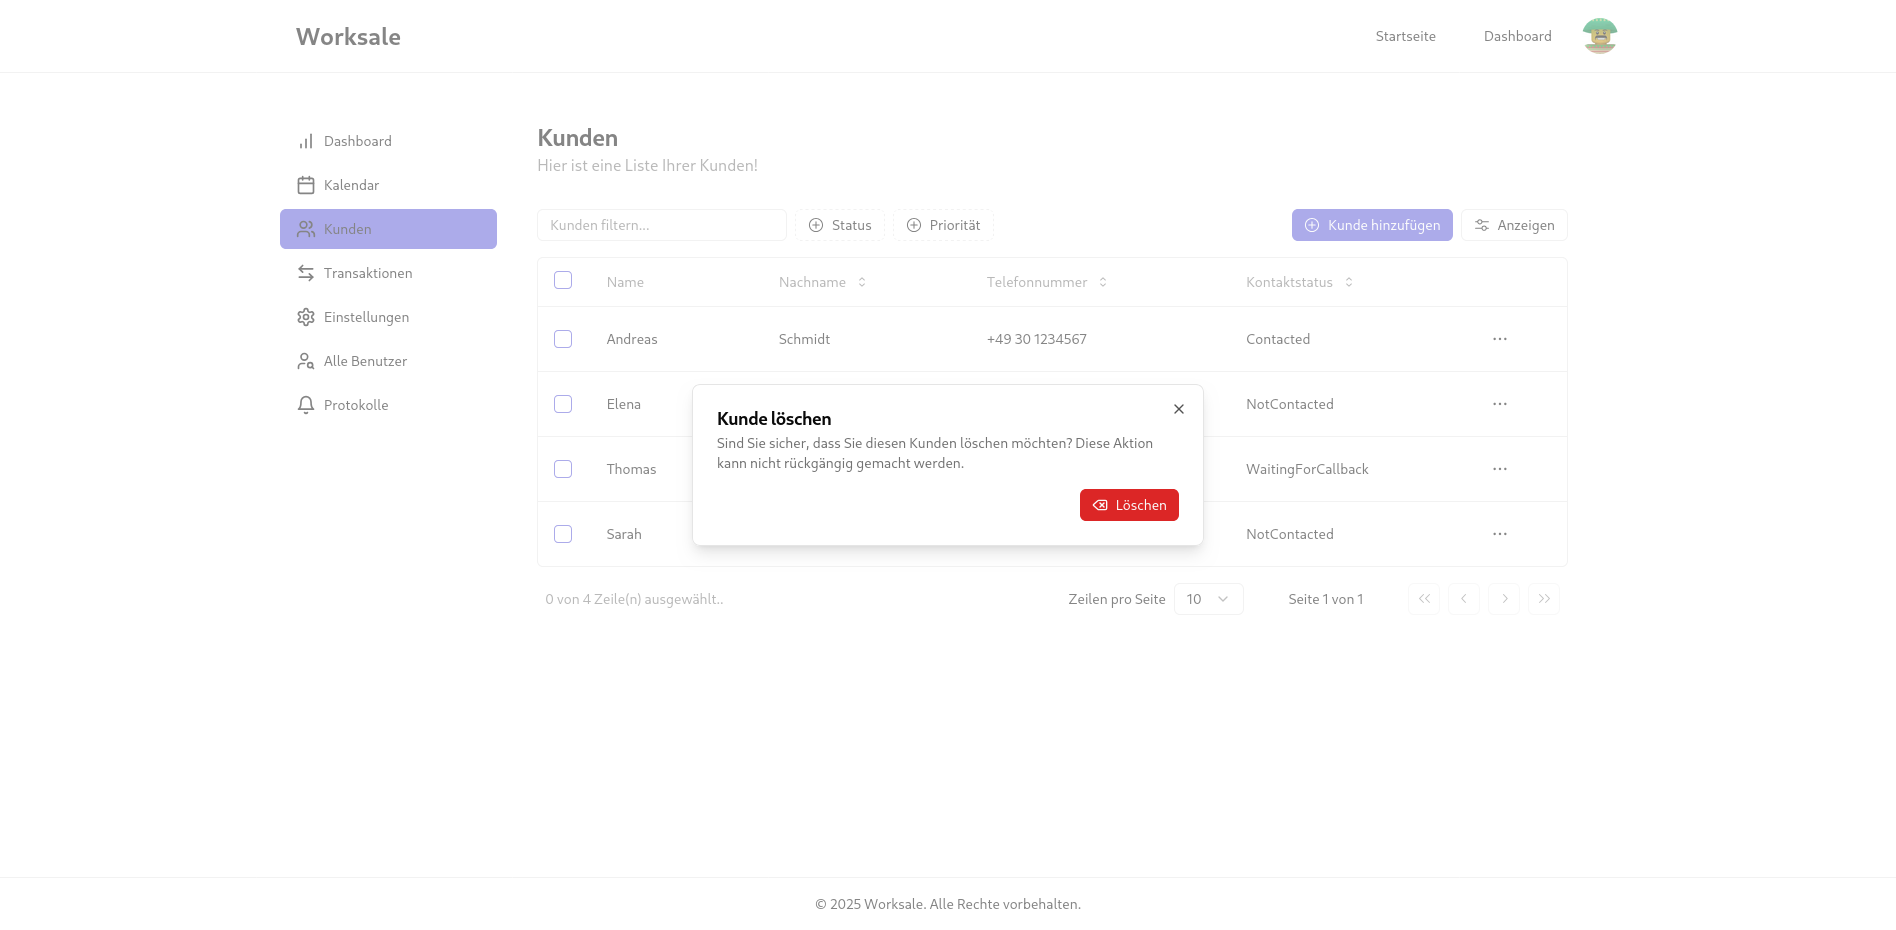 Worksale
Startseite Dashboard
Dashboard
Kalendar
Kunden
Transaktionen
Einstellungen
Alle Benutzer
Protokolle
Kunden
Hier ist eine Liste Ihrer Kunden!
Kunden filtern... Status Priorität Kunde hinzufügen Anzeigen
Name Nachname Telefonnummer Kontaktstatus
Andreas Schmidt +49 30 1234567 Contacted
Elena NotContacted
Thomas WaitingForCallback
Sarah NotContacted
Kunde löschen
Sind Sie sicher, dass Sie diesen Kunden löschen möchten? Diese Aktion
kann nicht rückgängig gemacht werden.
Löschen
0 von 4 Zeile(n) ausgewählt.. Zeilen pro Seite 10 Seite 1 von 1
© 2025 Worksale. Alle Rechte vorbehalten.